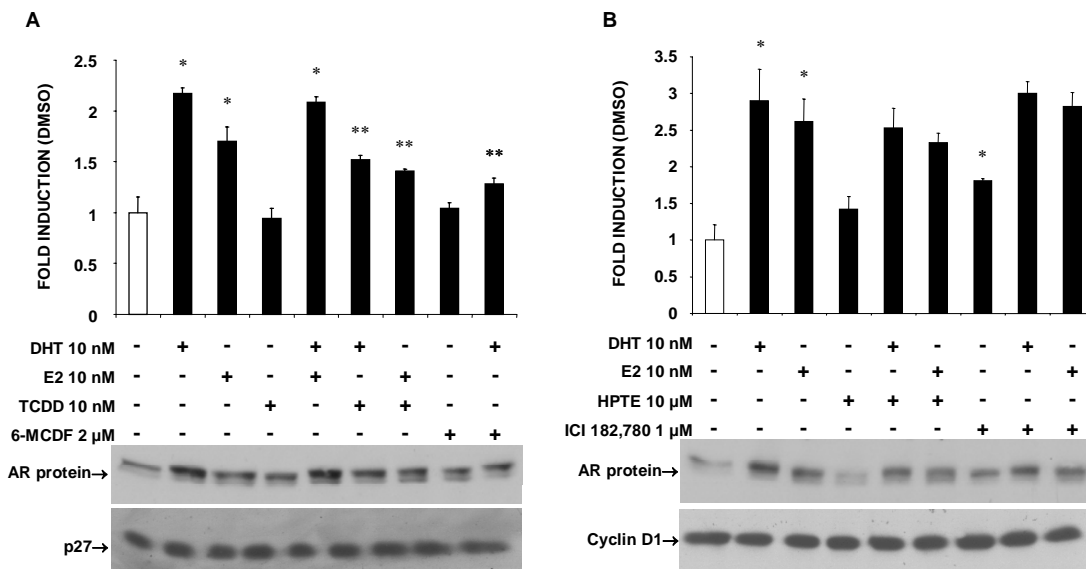 A
FOLD INDUCTION (DMSO)
2.5
2
1.5
1
0.5
0
* * * ** ** **
DHT 10 nM - + - - + + - - +
E2 10 nM - - + - + - + - -
TCDD 10 nM - - - + - + + - -
6-MCDF 2 µM - - - - - - - + +
AR protein→
p27→
B
FOLD INDUCTION (DMSO)
3.5
3
2.5
2
1.5
1
0.5
0
* * *
DHT 10 nM - + - - + - - + -
E2 10 nM - - + - - + - - +
HPTE 10 µM - - - + + + - - -
ICI 182,780 1 µM - - - - - - + + +
AR protein→
Cyclin D1→